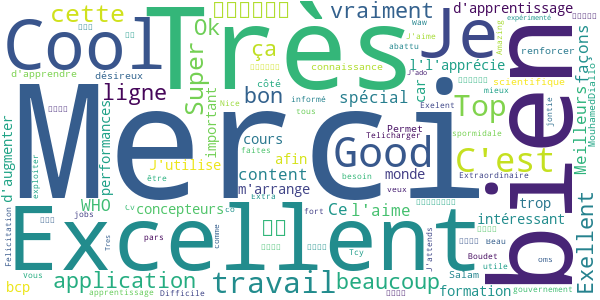 cette
Très
vraiment
d'apprentissage
waw
expérimenté
Cool
Ok
J'aime
Je
Amazing
abattu
renforcer
ça
l'l'apprécie
d'apprendre
désireux
Super
côté
connaissance
J'ado
scientifique
façons
ligne
important
bon
spécial
car
Top
Exelent
mieux
Meilleurs
MouhamedDiallo
Merci
Nice
informé
tous
Permet
Telicharger
spormidale
jontie
bien
d'augmenter
performances
cours
Good
faites
J'utilise
afin
monde
C'est
exploiter
être
content
m'arrange
besoin
veux
Extraordinaire
WHO
concepteurs
Extra
co
Ce
l'aime
trop
intéressant
Felicitation
jobs
Cv
fort
Excellent
Tres
pars
comme
J'attends
Beau
Exellent
Tcy
Boudet
oms
Vous
application
travail
beaucoup
Salam
utile
bcp
apprentissage
Difficile
formation
gouvernement